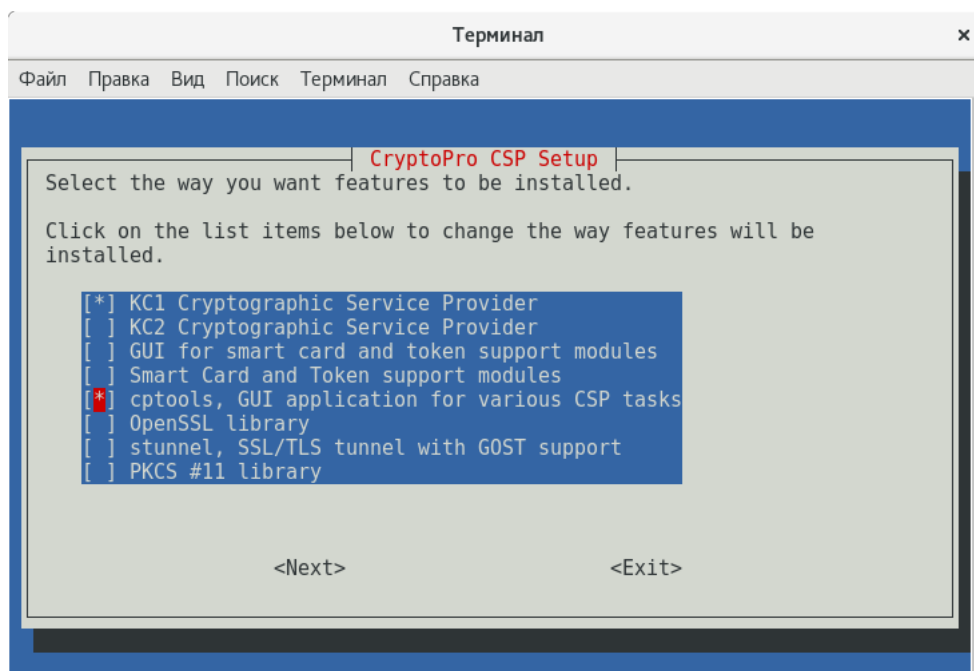 Терминал ×
Файл Правка Вид Поиск Терминал Справка
CryptoPro CSP Setup
Select the way you want features to be installed.
Click on the list items below to change the way features will be
installed.
[*] KC1 Cryptographic Service Provider
[ ] KC2 Cryptographic Service Provider
[ ] GUI for smart card and token support modules
[ ] Smart Card and Token support modules
[*] cptools, GUI application for various CSP tasks
[ ] OpenSSL library
[ ] stunnel, SSL/TLS tunnel with GOST support
[ ] PKCS #11 library
<Next> <Exit>